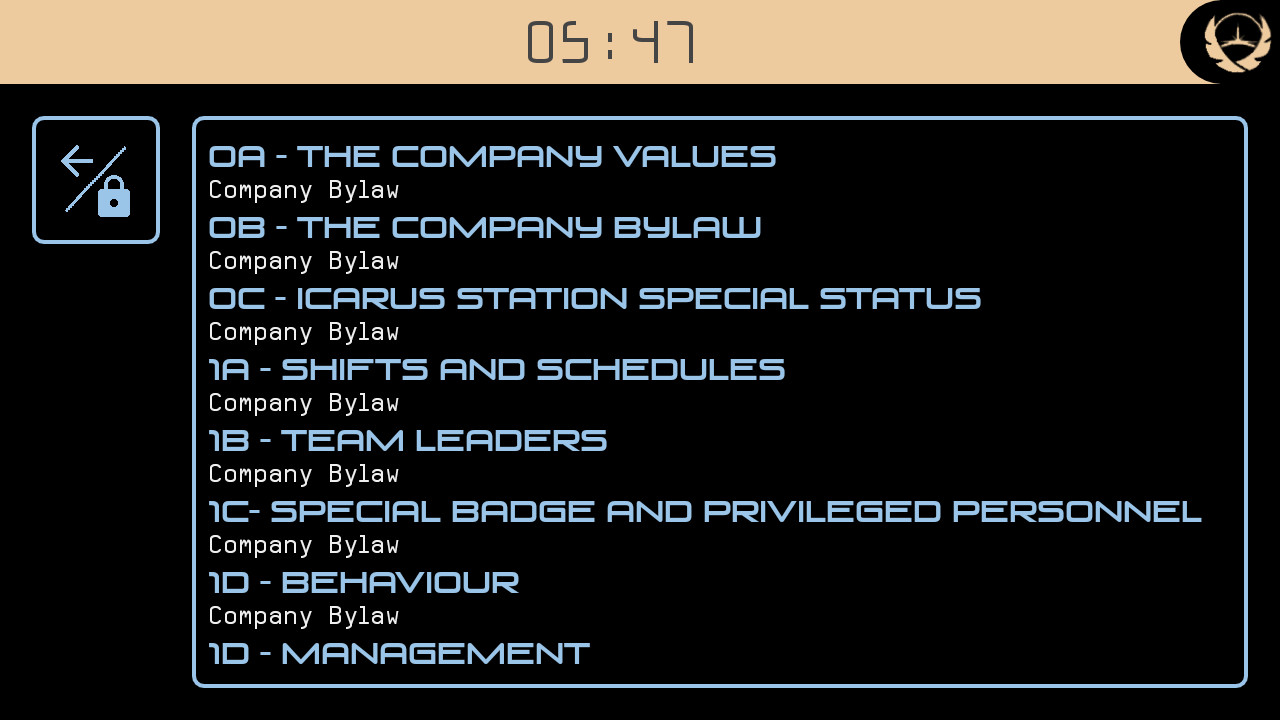 05:47
0A - THE COMPANY VALUES
Company Bylaw
0B - THE COMPANY BYLAW
Company Bylaw
0C - ICARUS STATION SPECIAL STATUS
Company Bylaw
1A - SHIFTS AND SCHEDULES
Company Bylaw
1B - TEAM LEADERS
Company Bylaw
1C- SPECIAL BADGE AND PRIVILEGED PERSONNEL
Company Bylaw
1D - BEHAVIOUR
Company Bylaw
1D - MANAGEMENT